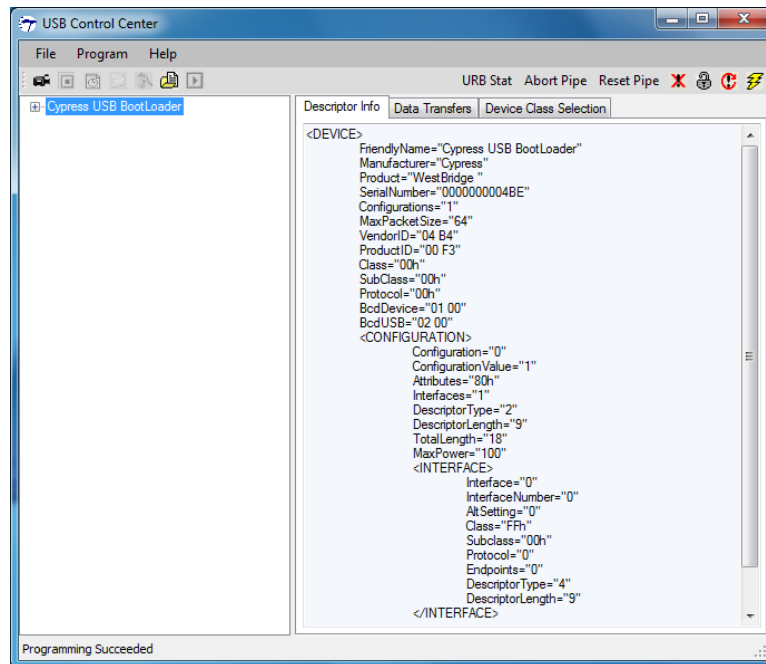 USB Control Center
File Program Help
URB Stat Abort Pipe Reset Pipe
Cypress USB BootLoader
Descriptor Info Data Transfers Device Class Selection
<DEVICE>
FriendlyName="Cypress USB BootLoader"
Manufacturer="Cypress"
Product="WestBridge "
SerialNumber="0000000004BE"
Configurations="1"
MaxPacketSize="64"
VendorID="04 B4"
ProductID="00 F3"
Class="00h"
SubClass="00h"
Protocol="00h"
BcdDevice="01 00"
BcdUSB="02 00"
<CONFIGURATION>
Configuration="0"
ConfigurationValue="1"
Attributes="80h"
Interfaces="1"
DescriptorType="2"
DescriptorLength="9"
TotalLength="18"
MaxPower="100"
<INTERFACE>
Interface="0"
InterfaceNumber="0"
AltSetting="0"
Class="FFh"
Subclass="00h"
Protocol="0"
Endpoints="0"
DescriptorType="4"
DescriptorLength="9"
</INTERFACE>
Programming Succeeded